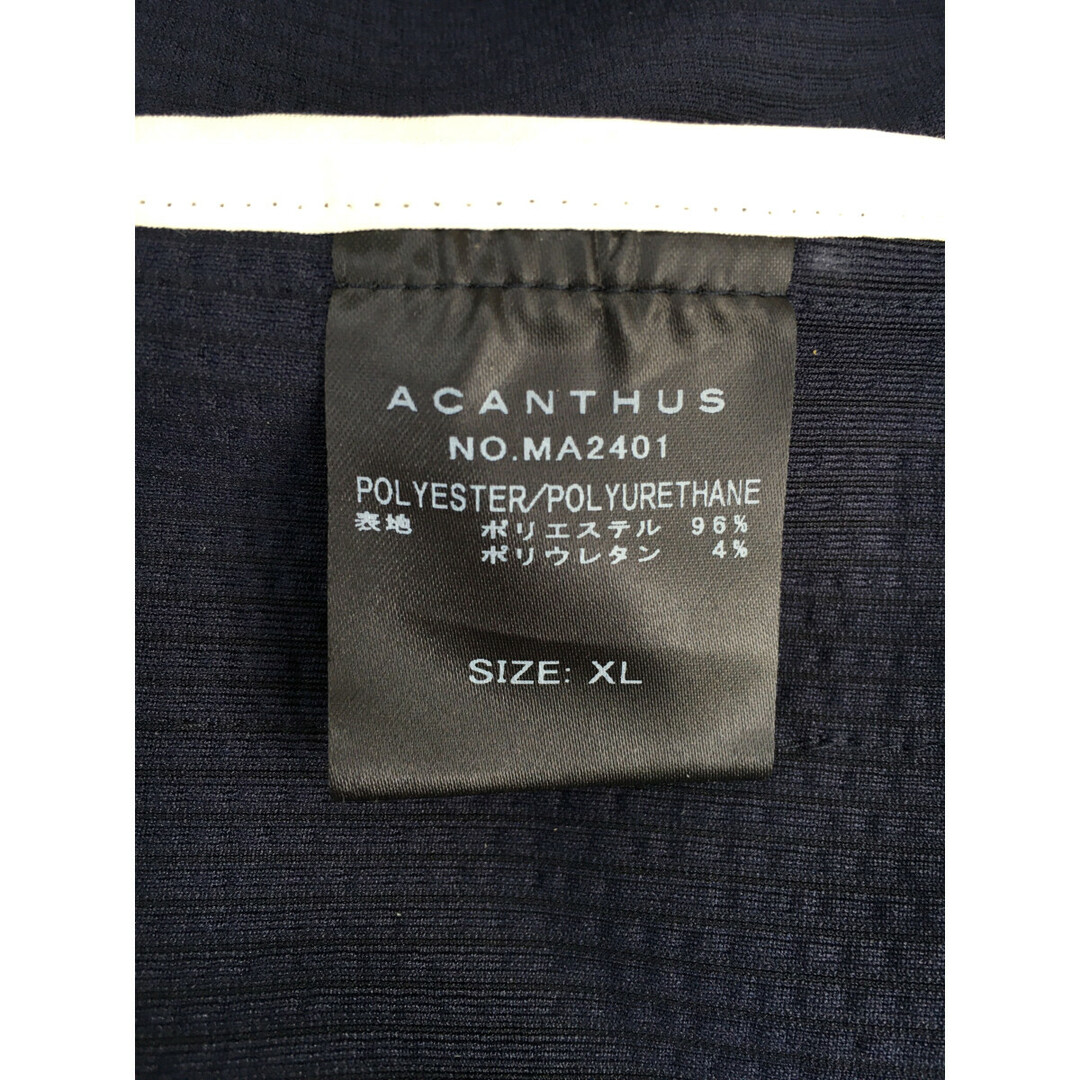 ACANTHUS
NO.MA2401
POLYESTER/POLYURETHANE
表地 ポリエステル 96%
ポリウレタン 4%
SIZE: XL